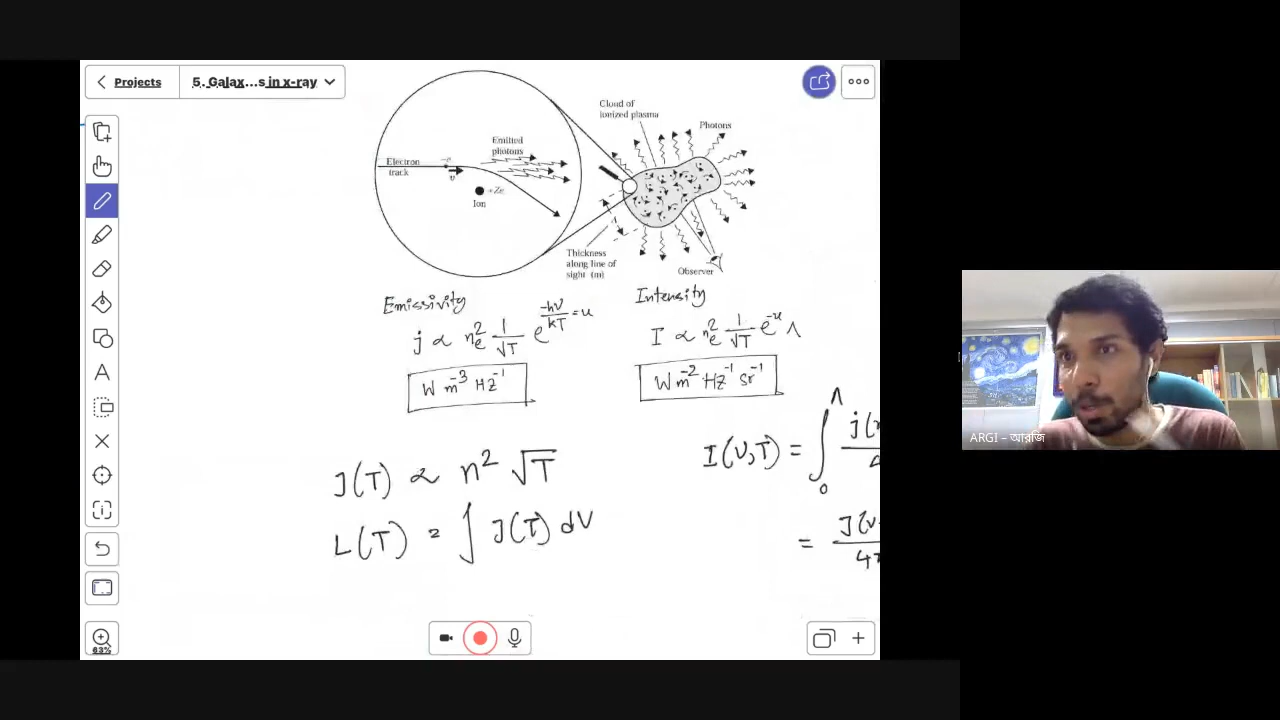 Projects
5. Galax...s in x-ray
Cloud of
ionized plasma
Photons
Emitted
photons
Electron
track
-e
v
+Ze
Ion
Thickness
along line of
sight (m)
Observer
Emissivity
Intensity
j ∝ n_e^2 1/√T e^{-hν/kT = u}
I ∝ n_e^2 1/√T e^{-u} Λ
W m^-3 Hz^-1
W m^-2 Hz^-1 sr^-1
J(T) ∝ n^2 √T
I(ν,T) = ∫_0^Λ
L(T) = ∫ J(T) dV
=
63%
ARGI – আরজি